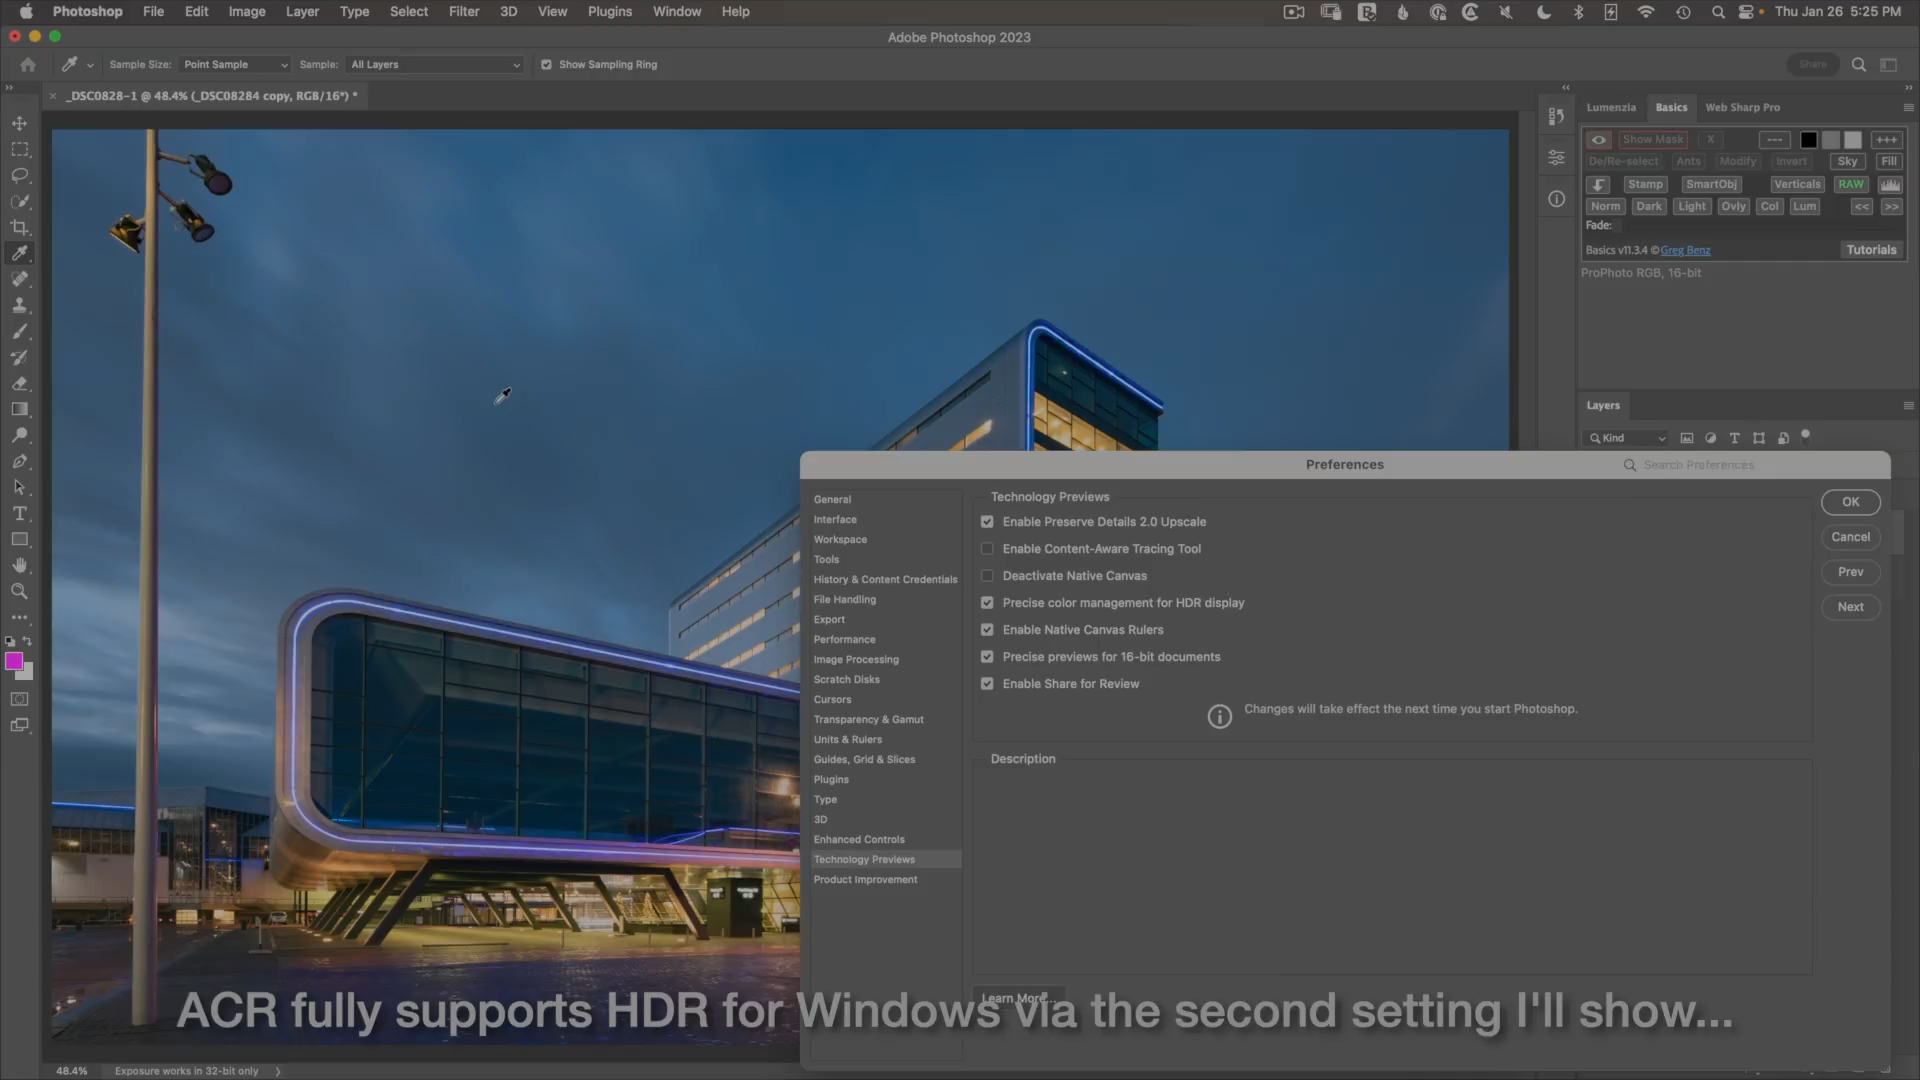 Photoshop File Edit Image Layer Type Select Filter 3D View Plugins Window Help Thu Jan 26 5:25 PM
Adobe Photoshop 2023
Sample Size: Point Sample Sample: All Layers Show Sampling Ring Share
_DSC0828-1 @ 48.4% (_DSC08284 copy, RGB/16*) *
Lumenzia Basics Web Sharp Pro
Show Mask X --- +++
De/Re-select Ants Modify Invert Sky Fill
Stamp SmartObj Verticals RAW
Norm Dark Light Ovly Col Lum << >>
Fade:
Basics v11.3.4 © Greg Benz Tutorials
ProPhoto RGB, 16-bit
Layers
Kind
Preferences
Search Preferences
General
Interface
Workspace
Tools
History & Content Credentials
File Handling
Export
Performance
Image Processing
Scratch Disks
Cursors
Transparency & Gamut
Units & Rulers
Guides, Grid & Slices
Plugins
Type
3D
Enhanced Controls
Technology Previews
Product Improvement
Technology Previews
Enable Preserve Details 2.0 Upscale
Enable Content-Aware Tracing Tool
Deactivate Native Canvas
Precise color management for HDR display
Enable Native Canvas Rulers
Precise previews for 16-bit documents
Enable Share for Review
Changes will take effect the next time you start Photoshop.
Description
Learn More...
OK
Cancel
Prev
Next
ACR fully supports HDR for Windows via the second setting I'll show...
48.4% Exposure works in 32-bit only